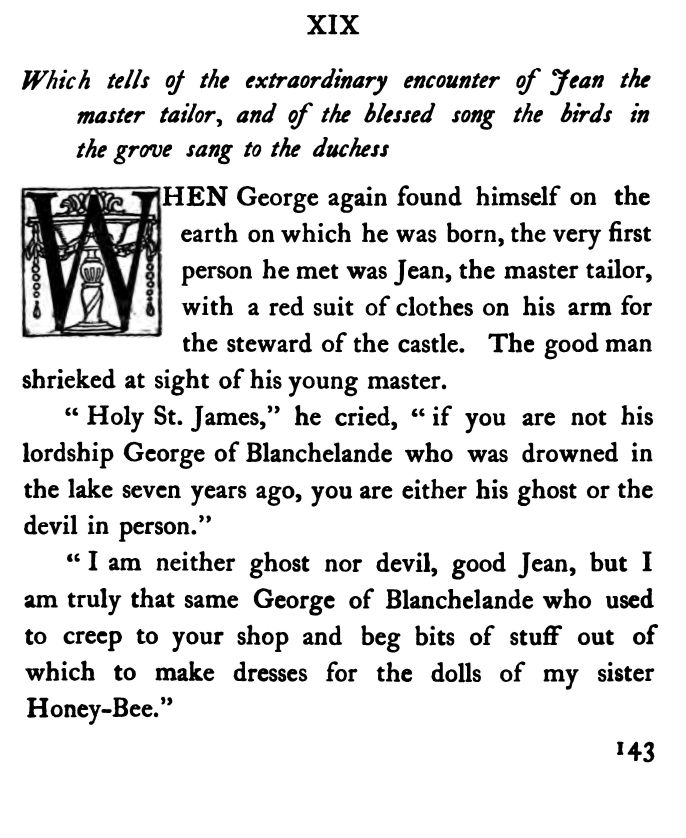 XIX
Which tells of the extraordinary encounter of Jean the
master tailor, and of the blessed song the birds in
the grove sang to the duchess
WHEN George again found himself on the
earth on which he was born, the very first
person he met was Jean, the master tailor,
with a red suit of clothes on his arm for
the steward of the castle. The good man
shrieked at sight of his young master.
“ Holy St. James,” he cried, “ if you are not his
lordship George of Blanchelande who was drowned in
the lake seven years ago, you are either his ghost or the
devil in person.”
“ I am neither ghost nor devil, good Jean, but I
am truly that same George of Blanchelande who used
to creep to your shop and beg bits of stuff out of
which to make dresses for the dolls of my sister
Honey-Bee.”
143